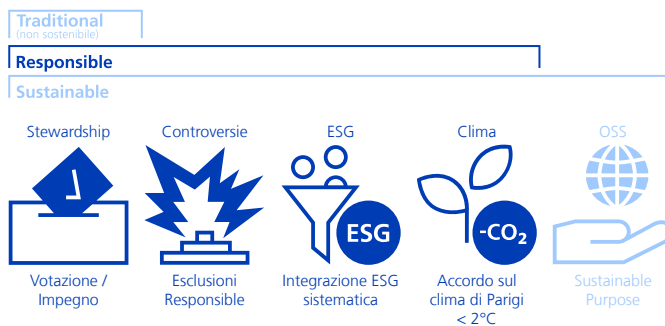 Traditional
(non sostenibile)
Responsible
Sustainable
Stewardship
Controversie
ESG
Clima
OSS
ESG
-CO₂
Votazione /
Impegno
Esclusioni
Responsible
Integrazione ESG
sistematica
Accordo sul
clima di Parigi
< 2°C
Sustainable
Purpose